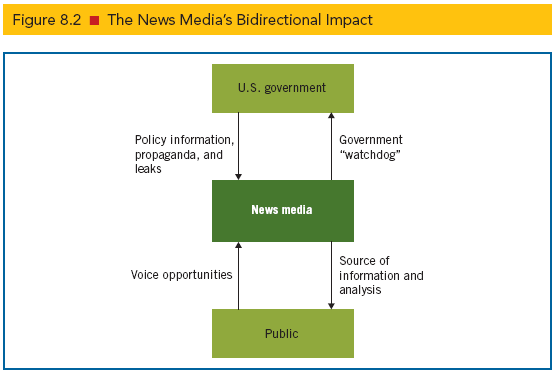 Figure 8.2 ■ The News Media's Bidirectional Impact
U.S. government
Policy information,
propaganda, and
leaks
Government
“watchdog”
News media
Voice opportunities
Source of
information and
analysis
Public